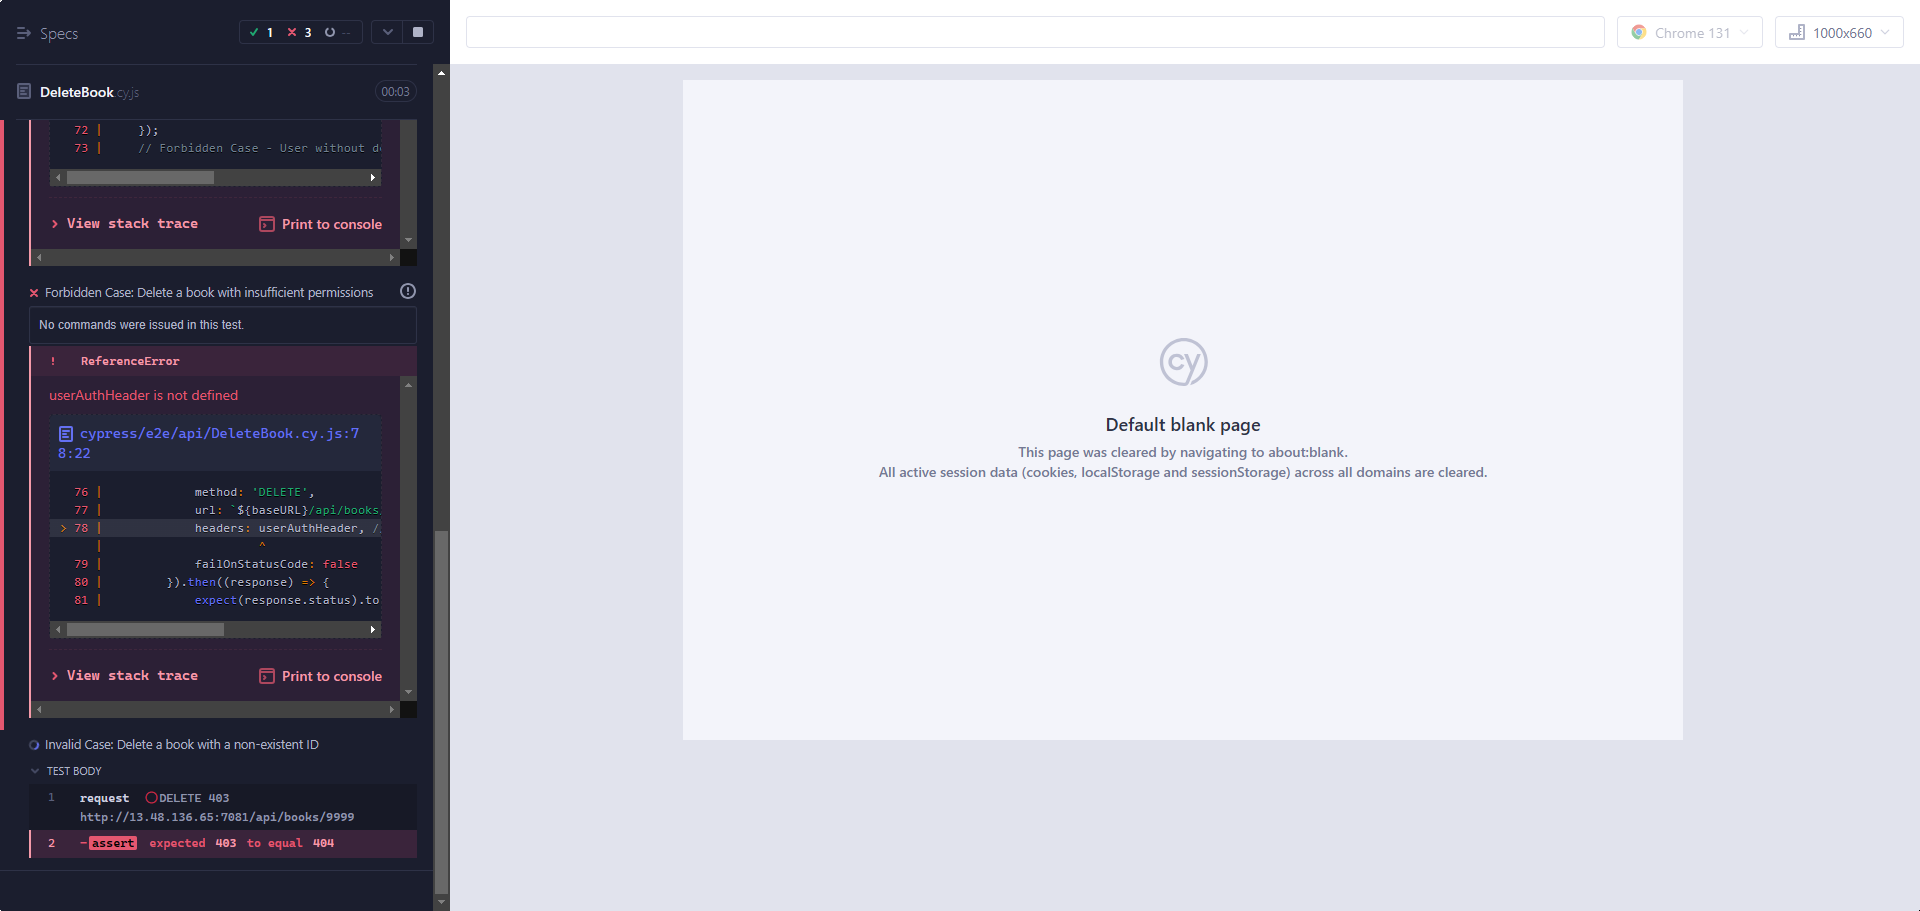 Specs
1
3
--
DeleteBook.cy.js
00:03
72 | });
73 | // Forbidden Case - User without d
View stack trace
Print to console
Forbidden Case: Delete a book with insufficient permissions
No commands were issued in this test.
! ReferenceError
userAuthHeader is not defined
cypress/e2e/api/DeleteBook.cy.js:7
8:22
76 | method: 'DELETE',
77 | url: `${baseURL}/api/books
> 78 | headers: userAuthHeader, /
| ^
79 | failOnStatusCode: false
80 | }).then((response) => {
81 | expect(response.status).to
View stack trace
Print to console
Invalid Case: Delete a book with a non-existent ID
TEST BODY
1 request DELETE 403
http://13.48.136.65:7081/api/books/9999
2 -assert expected 403 to equal 404
Chrome 131
1000x660
cy
Default blank page
This page was cleared by navigating to about:blank.
All active session data (cookies, localStorage and sessionStorage) across all domains are cleared.